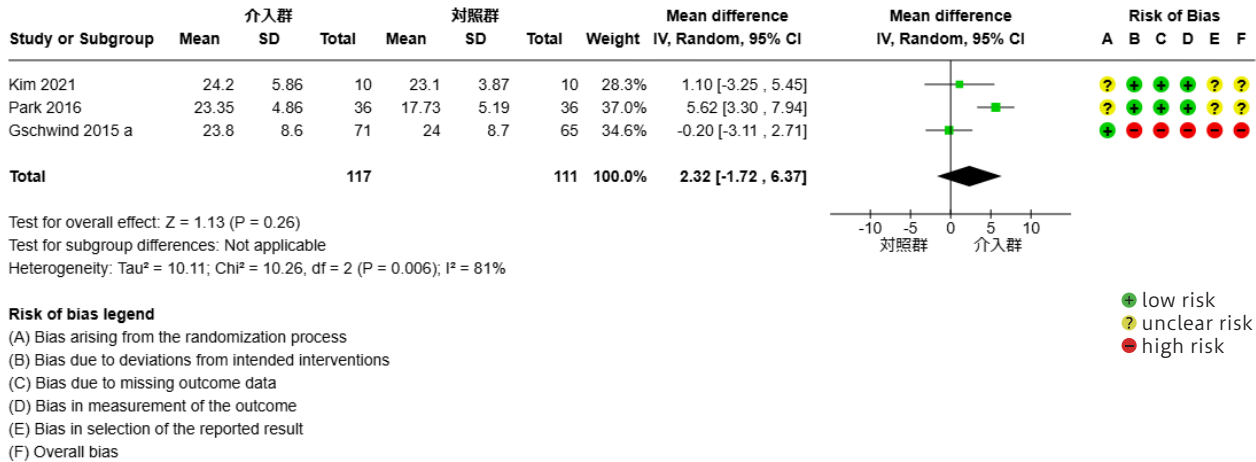 介入群 対照群 Mean difference Mean difference Risk of Bias
Study or Subgroup Mean SD Total Mean SD Total Weight IV, Random, 95% CI IV, Random, 95% CI A B C D E F
Kim 2021 24.2 5.86 10 23.1 3.87 10 28.3% 1.10 [-3.25 , 5.45] ? + + + ? ?
Park 2016 23.35 4.86 36 17.73 5.19 36 37.0% 5.62 [3.30 , 7.94] ? + + + ? ?
Gschwind 2015 a 23.8 8.6 71 24 8.7 65 34.6% -0.20 [-3.11 , 2.71] + − − − − −
Total 117 111 100.0% 2.32 [-1.72 , 6.37]
Test for overall effect: Z = 1.13 (P = 0.26)
Test for subgroup differences: Not applicable
Heterogeneity: Tau² = 10.11; Chi² = 10.26, df = 2 (P = 0.006); I² = 81%
-10 -5 0 5 10
対照群 介入群
Risk of bias legend
(A) Bias arising from the randomization process
(B) Bias due to deviations from intended interventions
(C) Bias due to missing outcome data
(D) Bias in measurement of the outcome
(E) Bias in selection of the reported result
(F) Overall bias
+ low risk
? unclear risk
− high risk